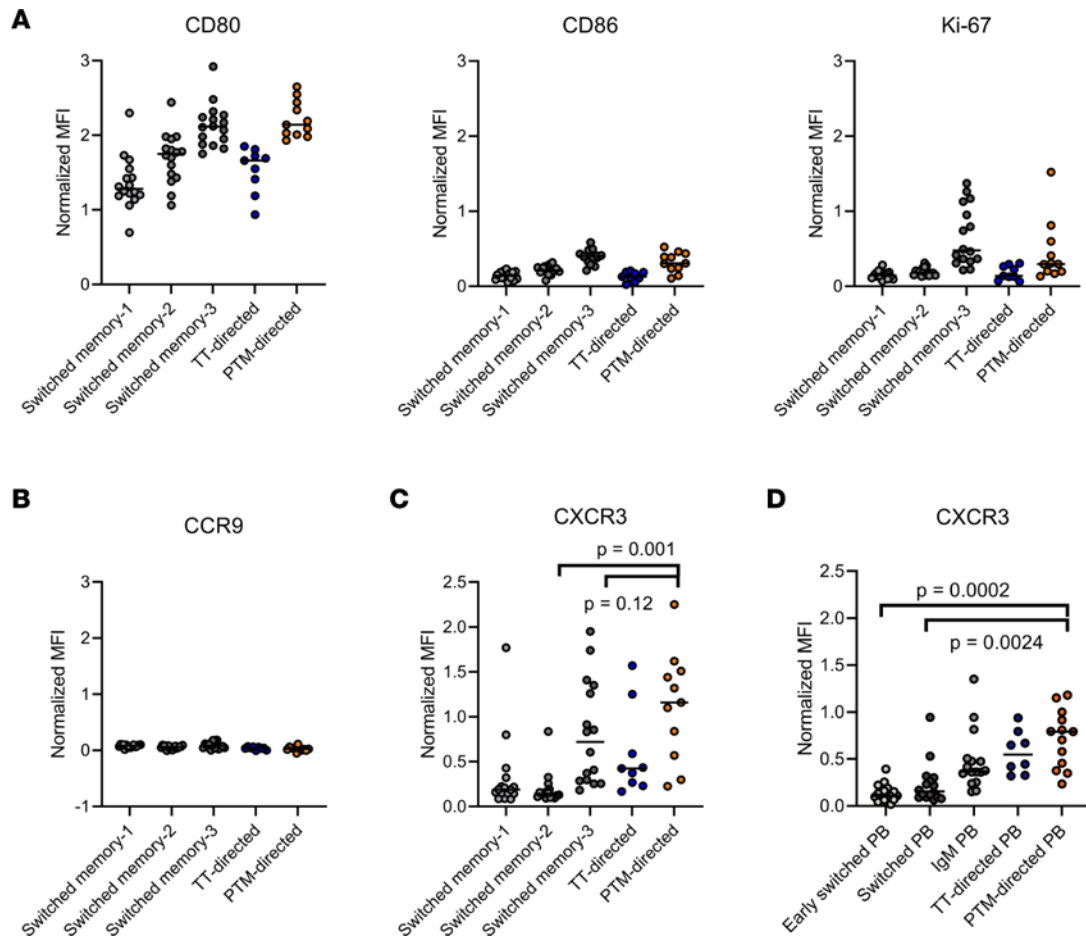 A
CD80
CD86
Ki-67
Normalized MFI
3
2
1
0
Switched memory-1
Switched memory-2
Switched memory-3
TT-directed
PTM-directed
Normalized MFI
3
2
1
0
Switched memory-1
Switched memory-2
Switched memory-3
TT-directed
PTM-directed
Normalized MFI
3
2
1
0
Switched memory-1
Switched memory-2
Switched memory-3
TT-directed
PTM-directed
B
CCR9
Normalized MFI
3
2
1
0
-1
Switched memory-1
Switched memory-2
Switched memory-3
TT-directed
PTM-directed
C
CXCR3
p = 0.001
p = 0.12
Normalized MFI
2.5
2.0
1.5
1.0
0.5
0.0
Switched memory-1
Switched memory-2
Switched memory-3
TT-directed
PTM-directed
D
CXCR3
p = 0.0002
p = 0.0024
Normalized MFI
2.5
2.0
1.5
1.0
0.5
0.0
Early switched PB
Switched PB
IgM PB
TT-directed PB
PTM-directed PB